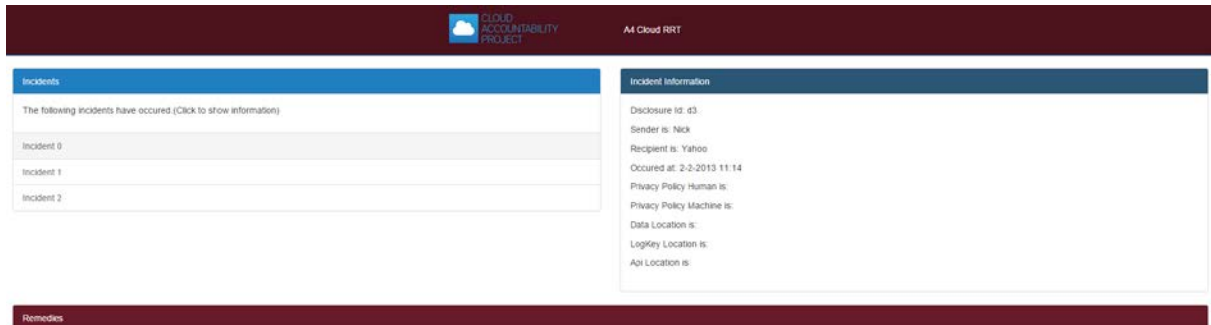 CLOUD
ACCOUNTABILITY
PROJECT
A4 Cloud RRT
Incidents
The following incidents have occured (Click to show information)
Incident 0
Incident 1
Incident 2
Incident Information
Disclosure Id: d3
Sender is: Nick
Recipient is: Yahoo
Occured at: 2-2-2013 11:14
Privacy Policy Human is:
Privacy Policy Machine is:
Data Location is:
LogKey Location is:
Api Location is:
Remedies